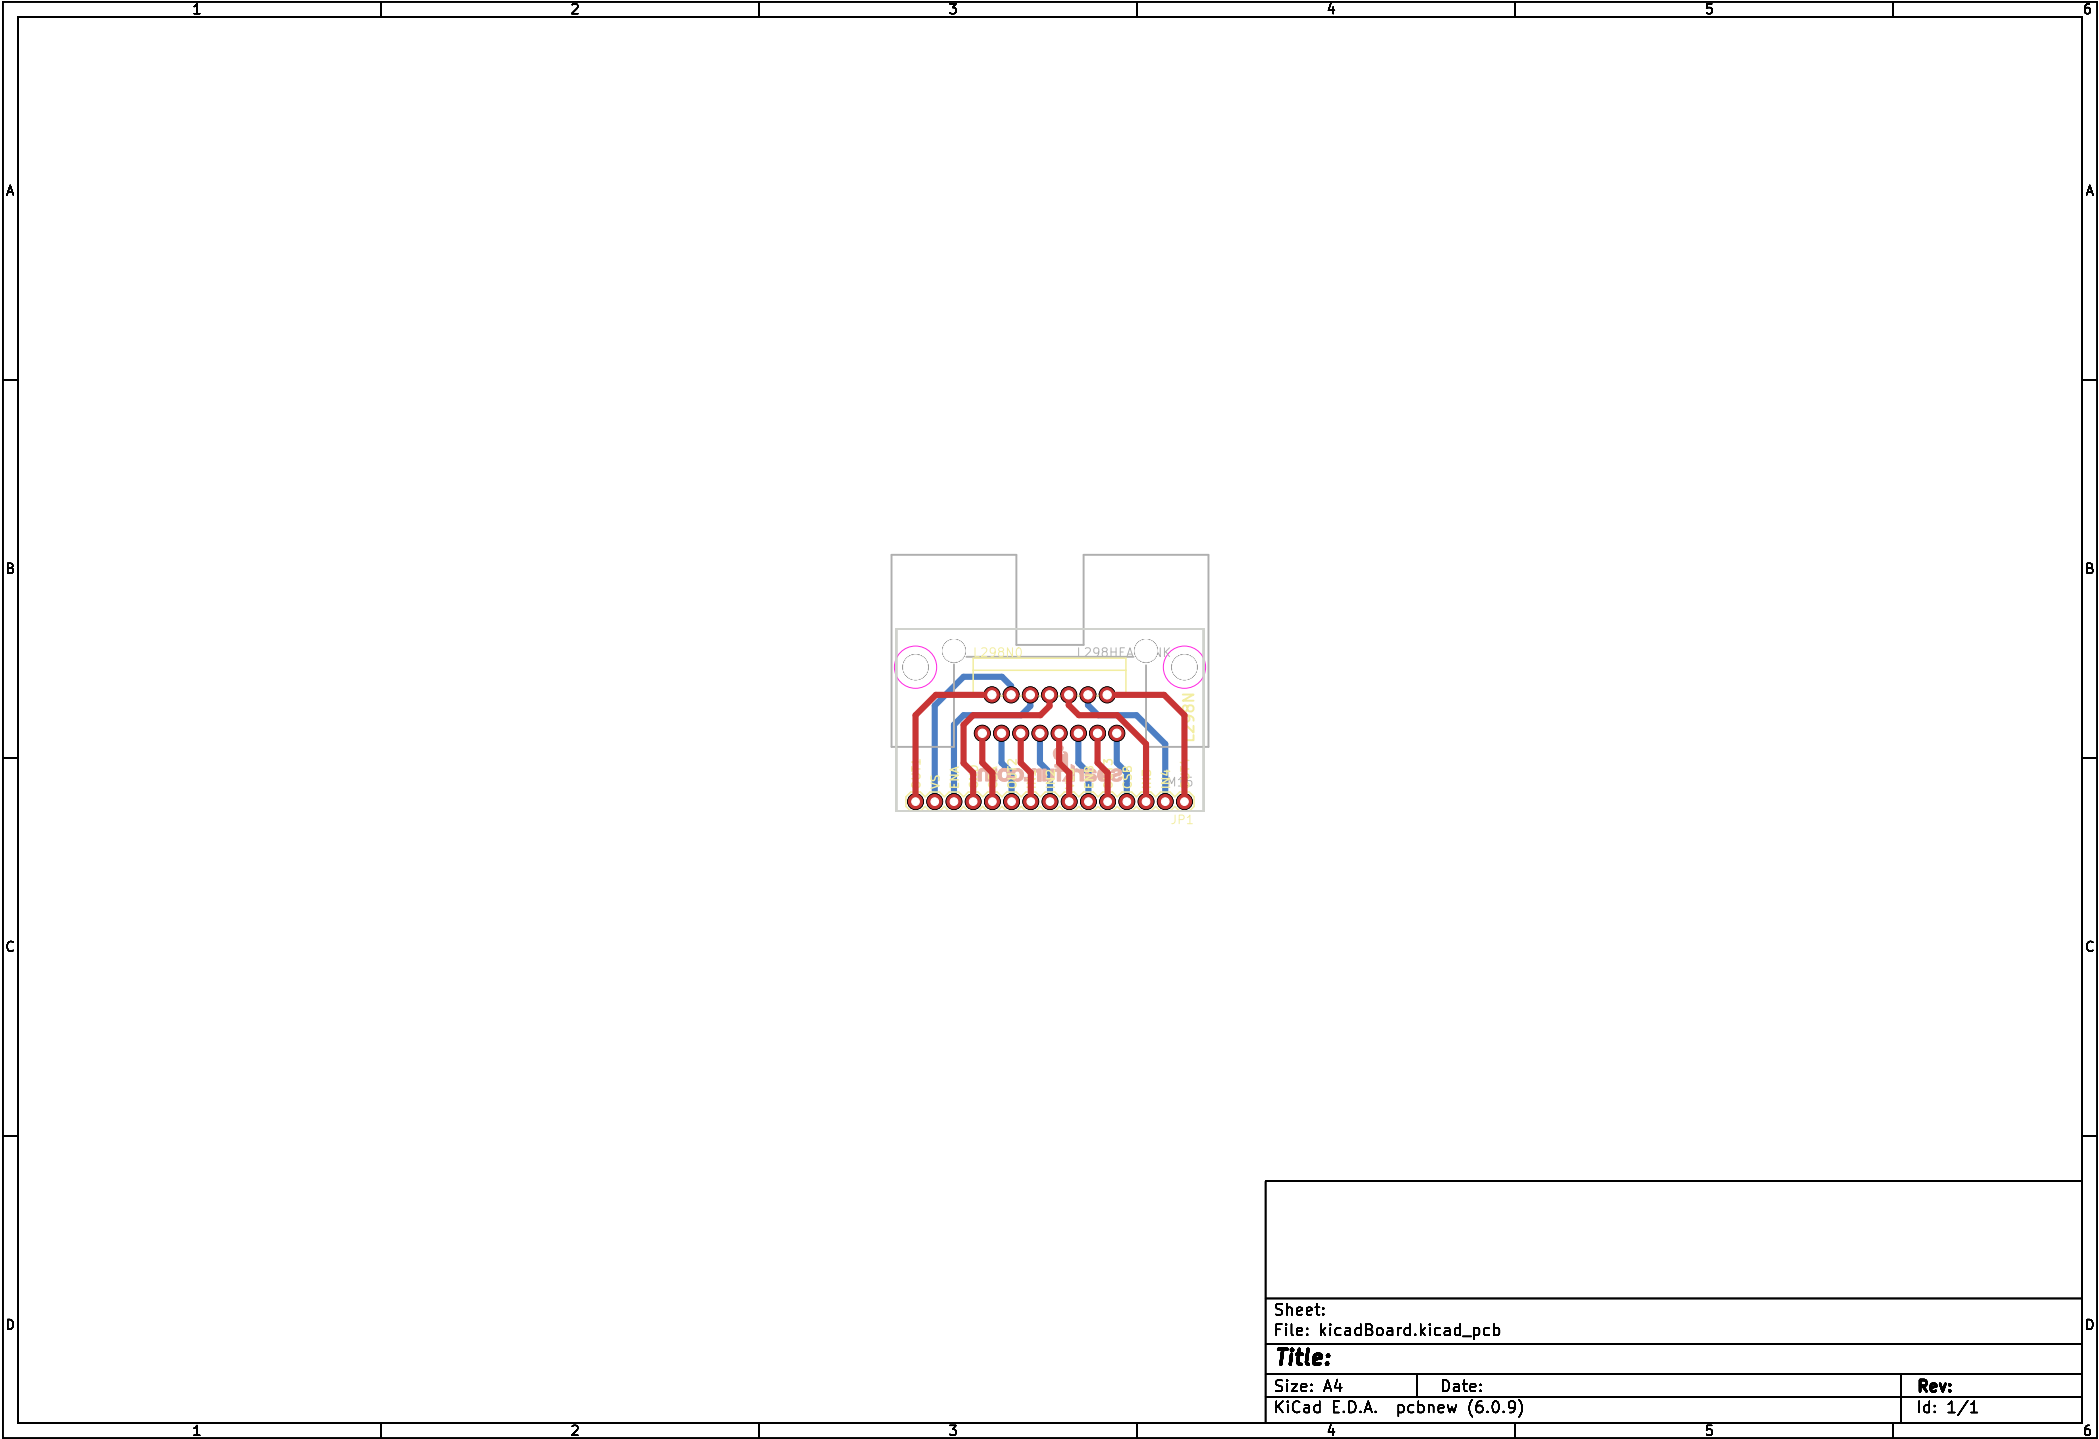 1 2 3 4 5 6
A A
L298N0
L298N
B B
JP1
C C
Sheet:
File: kicadBoard.kicad_pcb
D D
Title:
Size: A4 Date: Rev:
KiCad E.D.A. pcbnew (6.0.9) Id: 1/1
1 2 3 4 5 6